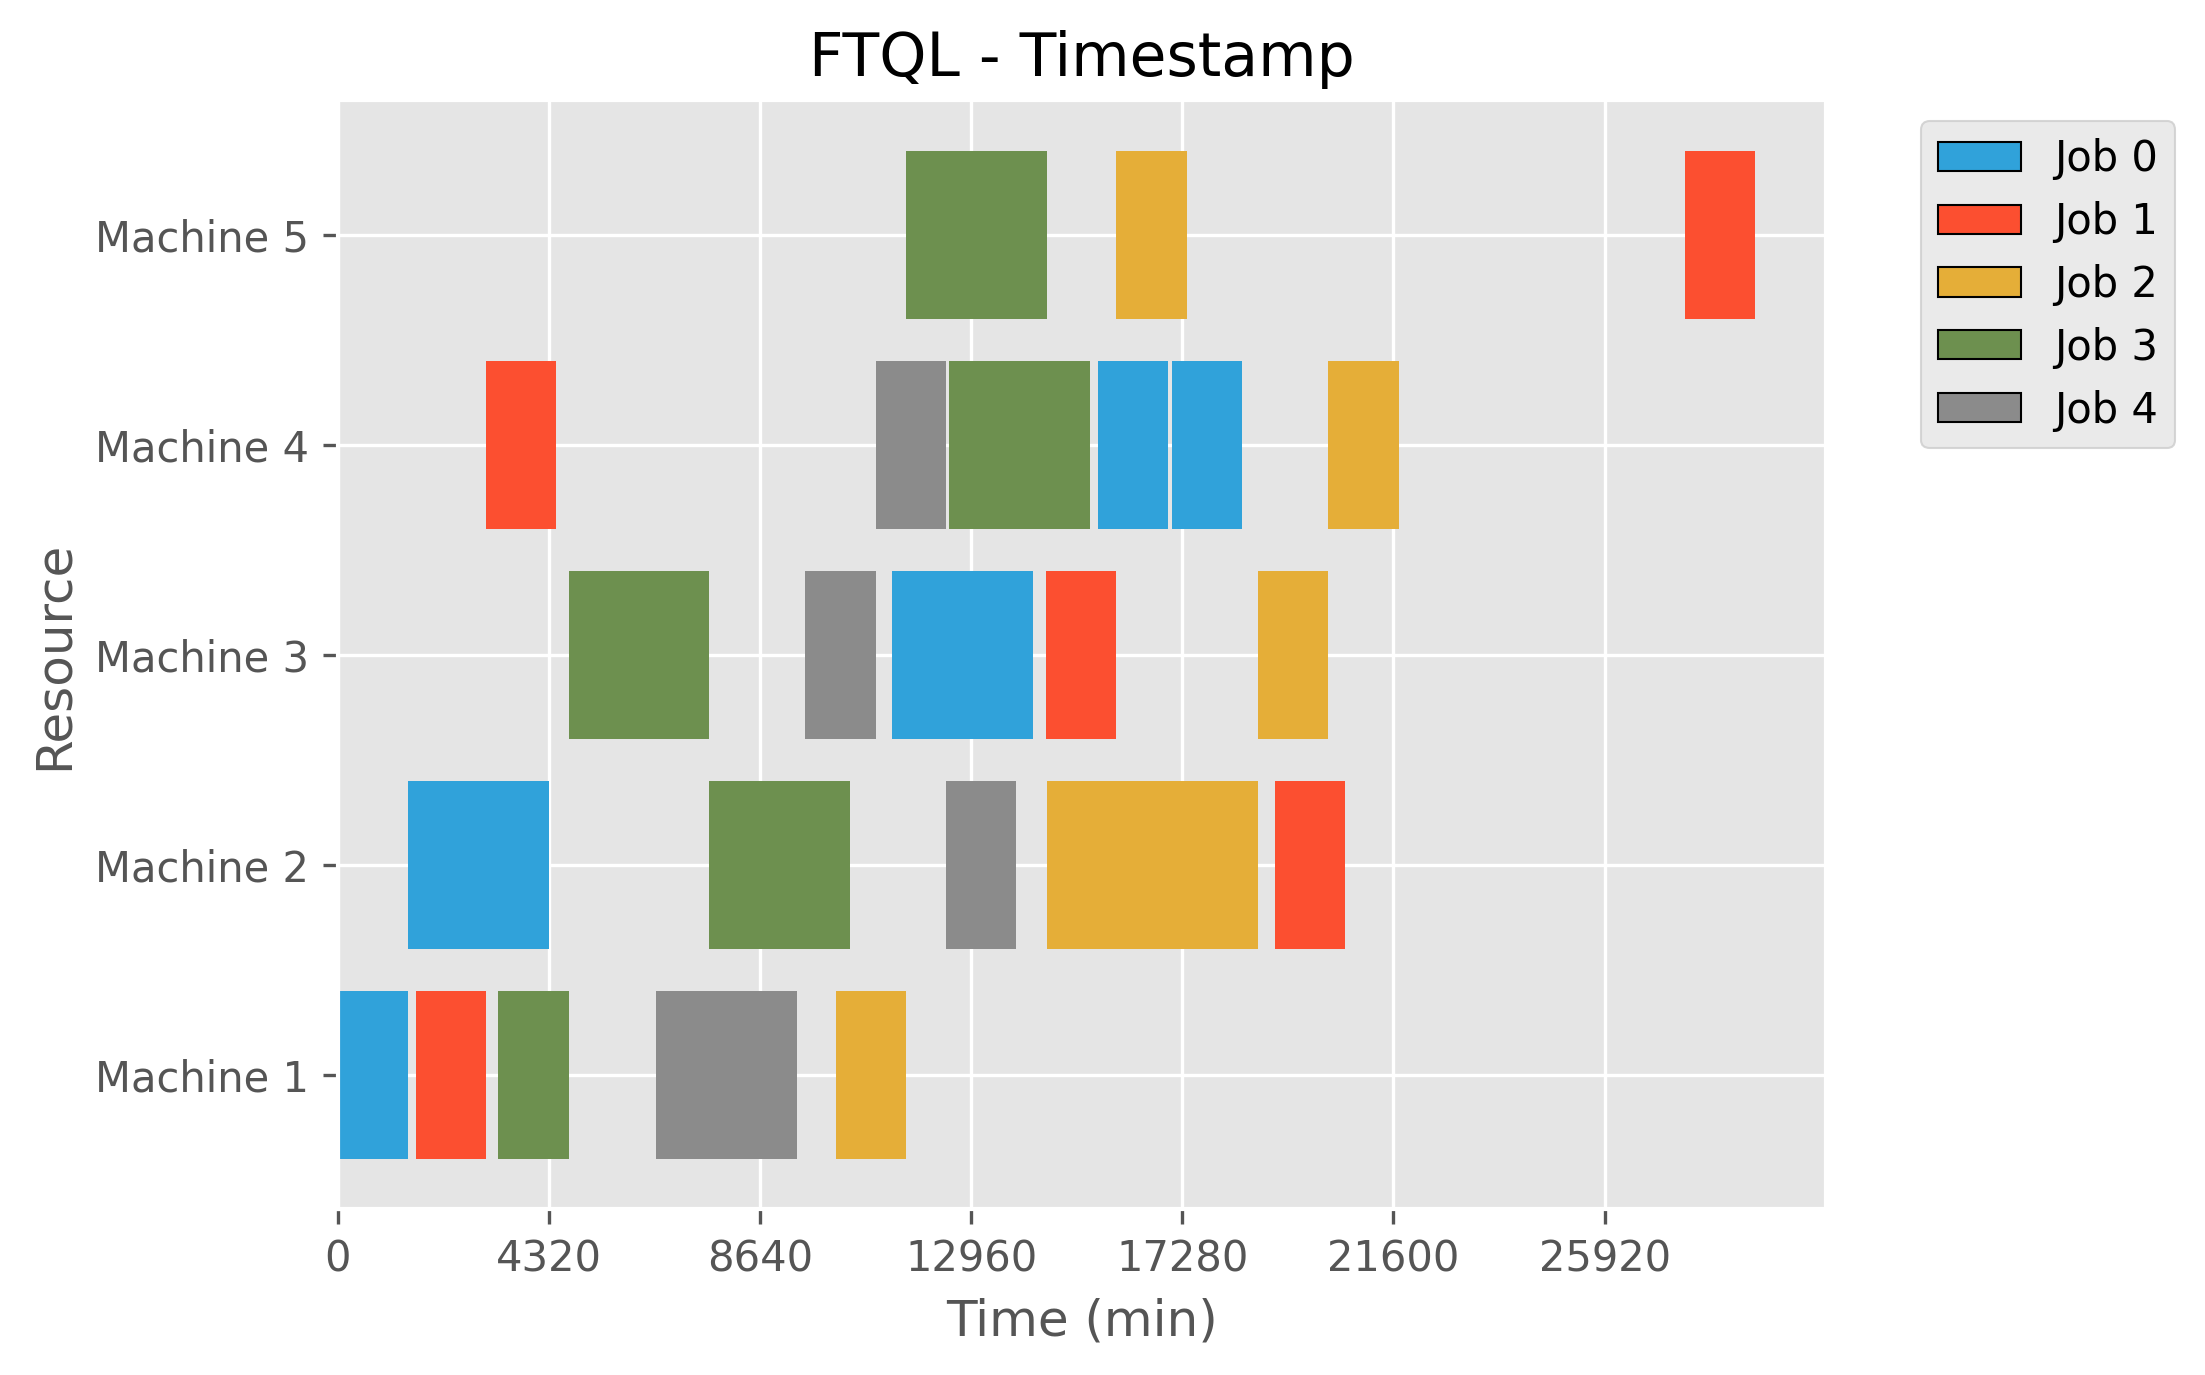 FTQL - Timestamp
Job 0
Job 1
Job 2
Job 3
Job 4
Resource
Machine 5
Machine 4
Machine 3
Machine 2
Machine 1
0 4320 8640 12960 17280 21600 25920
Time (min)